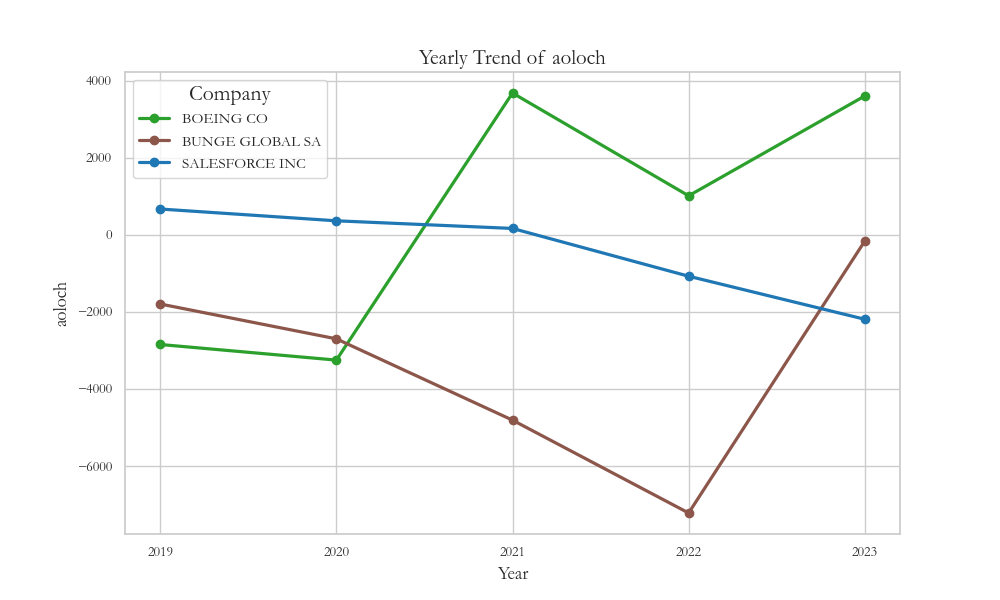 Yearly Trend of aoloch
Company
BOEING CO
BUNGE GLOBAL SA
SALESFORCE INC
4000
2000
0
−2000
−4000
−6000
aoloch
2019 2020 2021 2022 2023
Year